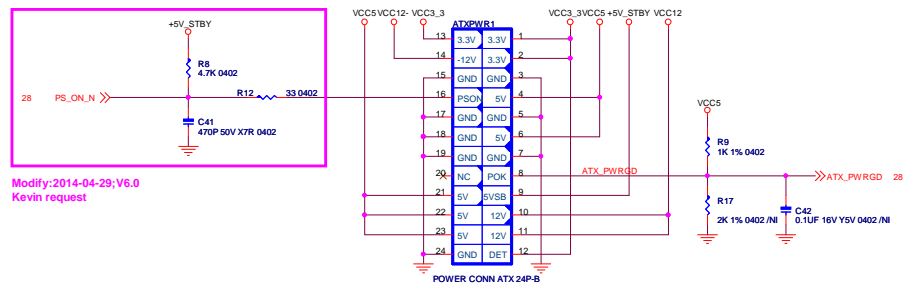 VCC5 VCC12- VCC3_3
VCC3_3 VCC5 +5V_STBY VCC12
+5V_STBY
ATXPWR1
13 3.3V 3.3V 1
14 -12V 3.3V 2
15 GND GND 3
16 PSON 5V 4
17 GND GND 5
18 GND 5V 6
19 GND GND 7
20 NC POK 8
21 5V 5VSB 9
22 5V 12V 10
23 5V 12V 11
24 GND DET 12
POWER CONN ATX 24P-B
R8
4.7K 0402
28 PS_ON_N
R12 33 0402
C41
470P 50V X7R 0402
Modify:2014-04-29;V6.0
Kevin request
VCC5
R9
1K 1% 0402
ATX_PWRGD
ATX_PWRGD 28
R17
2K 1% 0402 /NI
C42
0.1UF 16V Y5V 0402 /NI